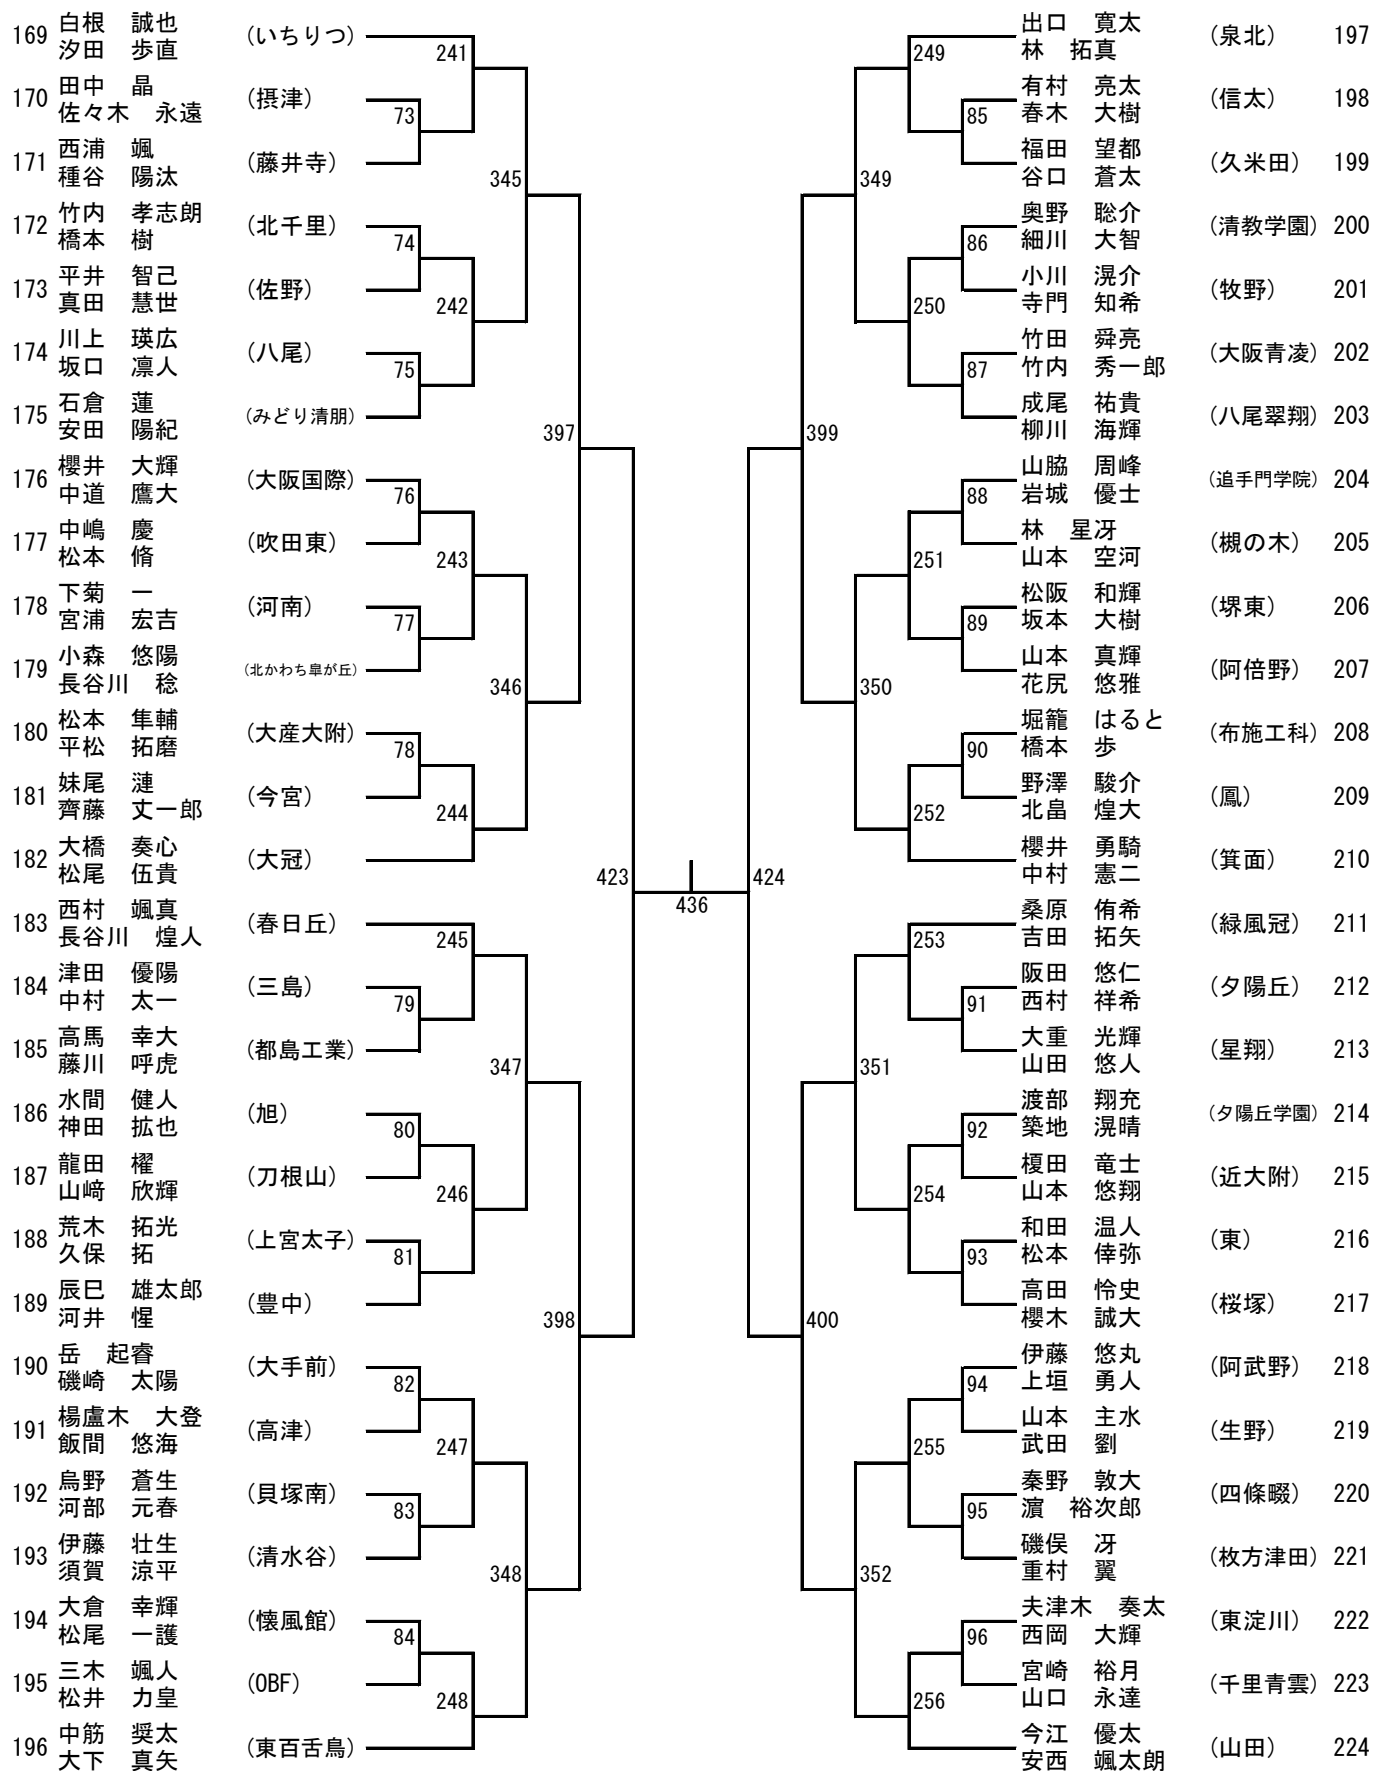 169 白根　誠也 (いちりつ)
汐田　歩直
241
170 田中　晶 (摂津)
佐々木　永遠
73
171 西浦　颯 (藤井寺)
種谷　陽汰
345
172 竹内　孝志朗 (北千里)
橋本　樹
74
173 平井　智己 (佐野)
真田　慧世
242
174 川上　瑛広 (八尾)
坂口　凛人
75
175 石倉　蓮 (みどり清朋)
安田　陽紀
397
176 櫻井　大輝 (大阪国際)
中道　鷹大
76
177 中嶋　慶 (吹田東)
松本　脩
243
178 下菊　一 (河南)
宮浦　宏吉
77
179 小森　悠陽 (北かわち皐が丘)
長谷川　稔
346
180 松本　隼輔 (大産大附)
平松　拓磨
78
181 妹尾　漣 (今宮)
齊藤　丈一郎
244
182 大橋　奏心 (大冠)
松尾　伍貴
423
183 西村　颯真 (春日丘)
長谷川　煌人
245
184 津田　優陽 (三島)
中村　太一
79
185 高馬　幸大 (都島工業)
藤川　呼虎
347
186 水間　健人 (旭)
神田　拡也
80
187 龍田　櫂 (刀根山)
山﨑　欣輝
246
188 荒木　拓光 (上宮太子)
久保　拓
81
189 辰巳　雄太郎 (豊中)
河井　惺
398
190 岳　起睿 (大手前)
磯崎　太陽
82
191 楊盧木　大登 (高津)
飯間　悠海
247
192 烏野　蒼生 (貝塚南)
河部　元春
83
193 伊藤　壮生 (清水谷)
須賀　涼平
348
194 大倉　幸輝 (懐風館)
松尾　一護
84
195 三木　颯人 (OBF)
松井　力皇
248
196 中筋　奨太 (東百舌鳥)
大下　真矢
436
出口　寛太 (泉北) 197
林　拓真
249
有村　亮太 (信太) 198
春木　大樹
85
福田　望都 (久米田) 199
谷口　蒼太
349
奥野　聡介 (清教学園) 200
細川　大智
86
小川　滉介 (牧野) 201
寺門　知希
250
竹田　舜亮 (大阪青凌) 202
竹内　秀一郎
87
成尾　祐貴 (八尾翠翔) 203
柳川　海輝
399
山脇　周峰 (追手門学院) 204
岩城　優士
88
林　星冴 (槻の木) 205
山本　空河
251
松阪　和輝 (堺東) 206
坂本　大樹
89
山本　真輝 (阿倍野) 207
花尻　悠雅
350
堀籠　はると (布施工科) 208
橋本　歩
90
野澤　駿介 (鳳) 209
北畠　煌大
252
櫻井　勇騎 (箕面) 210
中村　憲二
424
桑原　侑希 (緑風冠) 211
吉田　拓矢
253
阪田　悠仁 (夕陽丘) 212
西村　祥希
91
大重　光輝 (星翔) 213
山田　悠人
351
渡部　翔充 (夕陽丘学園) 214
築地　滉晴
92
榎田　竜士 (近大附) 215
山本　悠翔
254
和田　温人 (東) 216
松本　倖弥
93
高田　怜史 (桜塚) 217
櫻木　誠大
400
伊藤　悠丸 (阿武野) 218
上垣　勇人
94
山本　主水 (生野) 219
武田　劉
255
秦野　敦大 (四條畷) 220
濵　裕次郎
95
磯俣　冴 (枚方津田) 221
重村　翼
352
夫津木　奏太 (東淀川) 222
西岡　大輝
96
宮崎　裕月 (千里青雲) 223
山口　永達
256
今江　優太 (山田) 224
安西　颯太朗